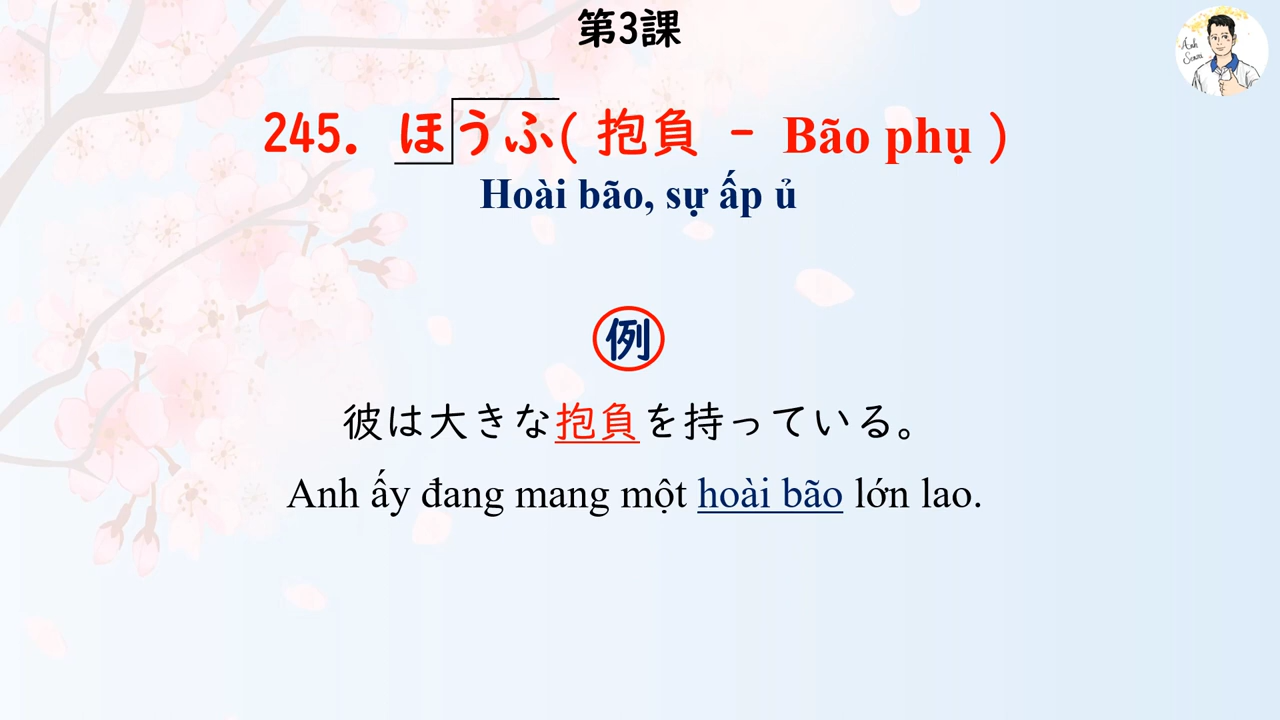 第3課
Anh
Sensei
245. ほうふ( 抱負 - Bão phụ )
Hoài bão, sự ấp ủ
例
彼は大きな抱負を持っている。
Anh ấy đang mang một hoài bão lớn lao.